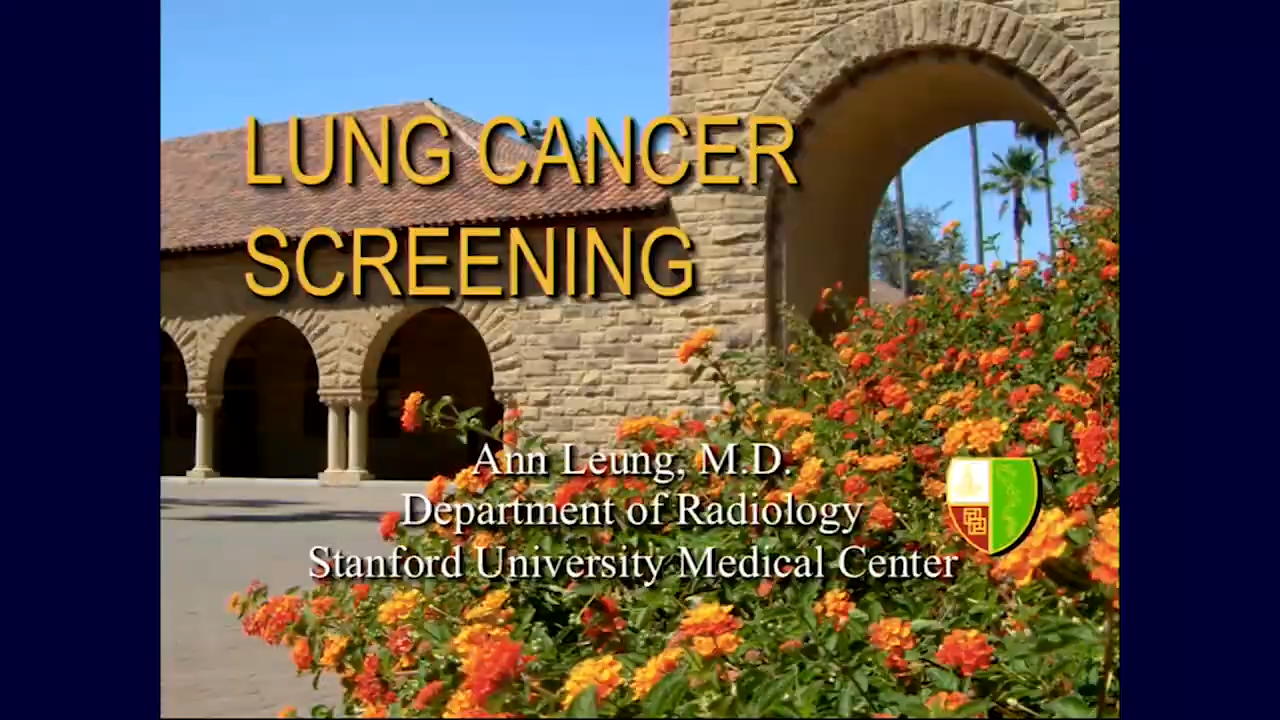 LUNG CANCER
SCREENING
Ann Leung, M.D.
Department of Radiology
Stanford University Medical Center